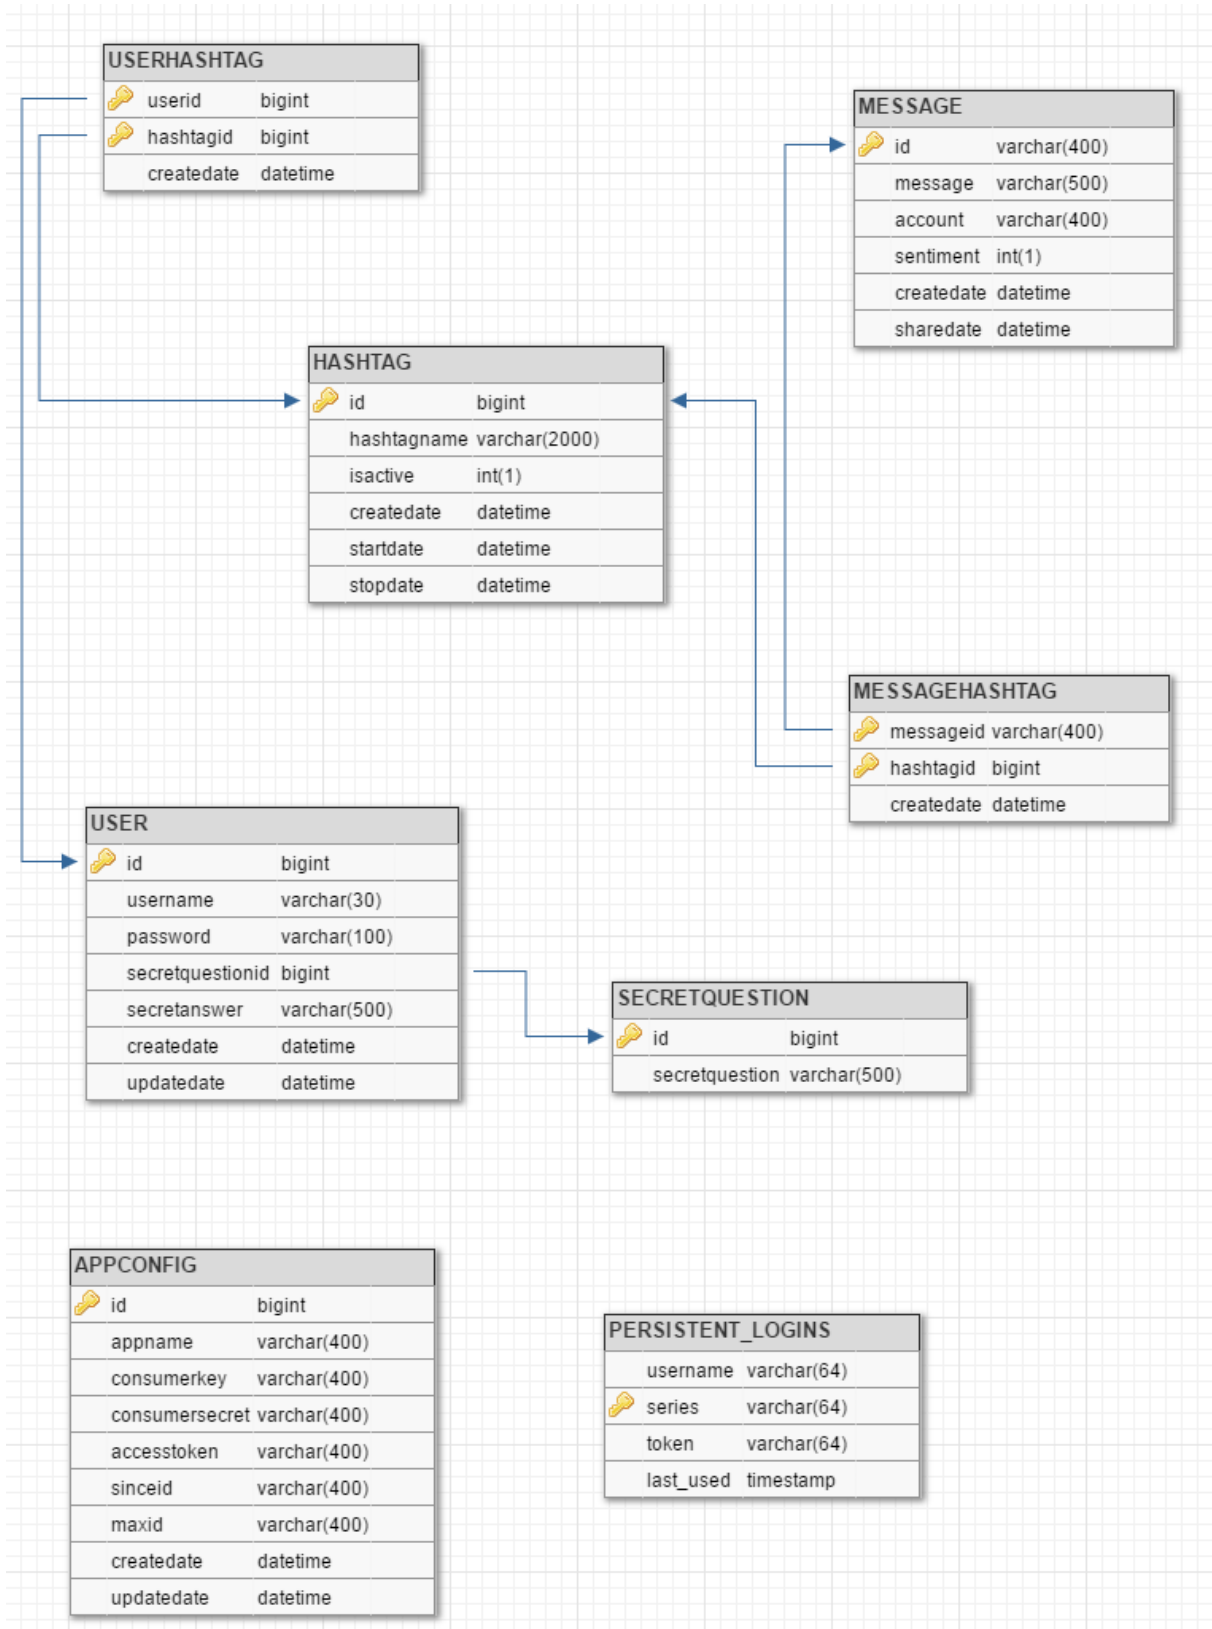 USERHASHTAG
userid bigint
hashtagid bigint
createdate datetime
MESSAGE
id varchar(400)
message varchar(500)
account varchar(400)
sentiment int(1)
createdate datetime
sharedate datetime
HASHTAG
id bigint
hashtagname varchar(2000)
isactive int(1)
createdate datetime
startdate datetime
stopdate datetime
MESSAGEHASHTAG
messageid varchar(400)
hashtagid bigint
createdate datetime
USER
id bigint
username varchar(30)
password varchar(100)
secretquestionid bigint
secretanswer varchar(500)
createdate datetime
updatedate datetime
SECRETQUESTION
id bigint
secretquestion varchar(500)
APPCONFIG
id bigint
appname varchar(400)
consumerkey varchar(400)
consumersecret varchar(400)
accesstoken varchar(400)
sinceid varchar(400)
maxid varchar(400)
createdate datetime
updatedate datetime
PERSISTENT_LOGINS
username varchar(64)
series varchar(64)
token varchar(64)
last_used timestamp